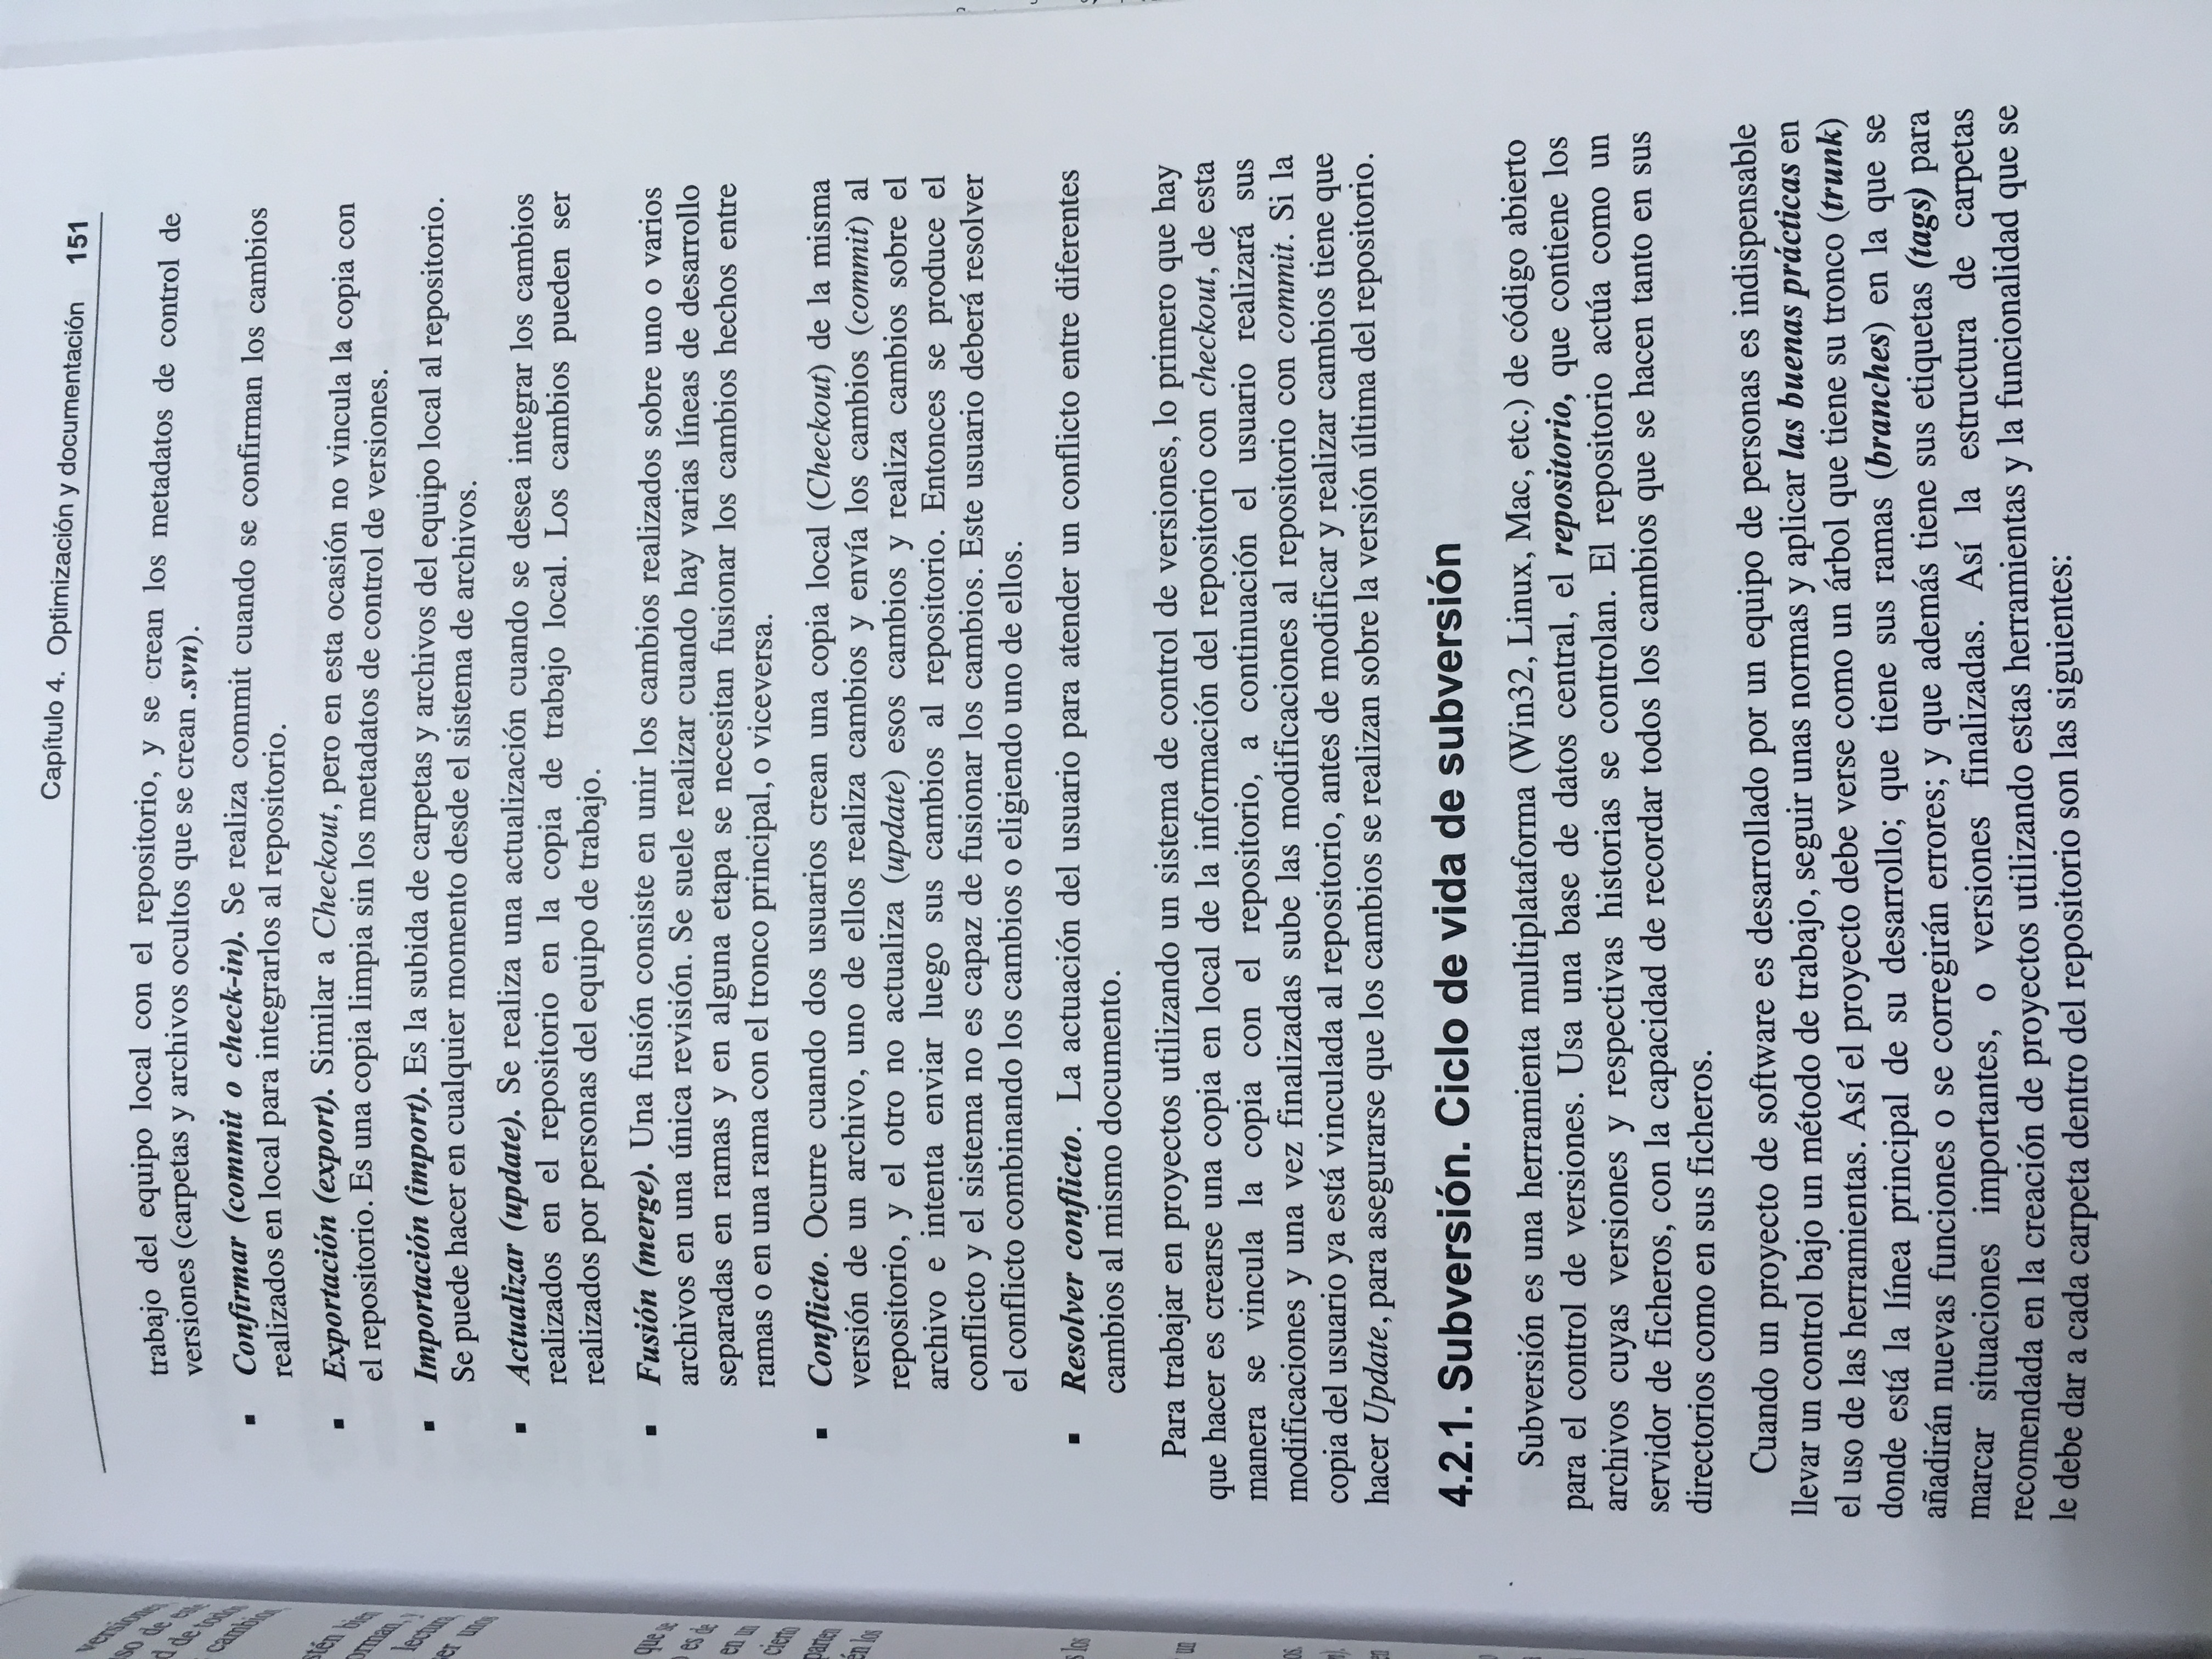 Capítulo 4. Optimización y documentación 151
trabajo del equipo local con el repositorio, y se crean los metadatos de control de
versiones (carpetas y archivos ocultos que se crean .svn).
▪ Confirmar (commit o check-in). Se realiza commit cuando se confirman los cambios
realizados en local para integrarlos al repositorio.
▪ Exportación (export). Similar a Checkout, pero en esta ocasión no vincula la copia con
el repositorio. Es una copia limpia sin los metadatos de control de versiones.
▪ Importación (import). Es la subida de carpetas y archivos del equipo local al repositorio.
Se puede hacer en cualquier momento desde el sistema de archivos.
▪ Actualizar (update). Se realiza una actualización cuando se desea integrar los cambios
realizados en el repositorio en la copia de trabajo local. Los cambios pueden ser
realizados por personas del equipo de trabajo.
▪ Fusión (merge). Una fusión consiste en unir los cambios realizados sobre uno o varios
archivos en una única revisión. Se suele realizar cuando hay varias líneas de desarrollo
separadas en ramas y en alguna etapa se necesitan fusionar los cambios hechos entre
ramas o en una rama con el tronco principal, o viceversa.
▪ Conflicto. Ocurre cuando dos usuarios crean una copia local (Checkout) de la misma
versión de un archivo, uno de ellos realiza cambios y envía los cambios (commit) al
repositorio, y el otro no actualiza (update) esos cambios y realiza cambios sobre el
archivo e intenta enviar luego sus cambios al repositorio. Entonces se produce el
conflicto y el sistema no es capaz de fusionar los cambios. Este usuario deberá resolver
el conflicto combinando los cambios o eligiendo uno de ellos.
▪ Resolver conflicto. La actuación del usuario para atender un conflicto entre diferentes
cambios al mismo documento.
Para trabajar en proyectos utilizando un sistema de control de versiones, lo primero que hay
que hacer es crearse una copia en local de la información del repositorio con checkout, de esta
manera se vincula la copia con el repositorio, a continuación el usuario realizará sus
modificaciones y una vez finalizadas sube las modificaciones al repositorio con commit. Si la
copia del usuario ya está vinculada al repositorio, antes de modificar y realizar cambios tiene que
hacer Update, para asegurarse que los cambios se realizan sobre la versión última del repositorio.
4.2.1. Subversión. Ciclo de vida de subversión
Subversión es una herramienta multiplataforma (Win32, Linux, Mac, etc.) de código abierto
para el control de versiones. Usa una base de datos central, el repositorio, que contiene los
archivos cuyas versiones y respectivas historias se controlan. El repositorio actúa como un
servidor de ficheros, con la capacidad de recordar todos los cambios que se hacen tanto en sus
directorios como en sus ficheros.
Cuando un proyecto de software es desarrollado por un equipo de personas es indispensable
llevar un control bajo un método de trabajo, seguir unas normas y aplicar las buenas prácticas en
el uso de las herramientas. Así el proyecto debe verse como un árbol que tiene su tronco (trunk)
donde está la línea principal de su desarrollo; que tiene sus ramas (branches) en la que se
añadirán nuevas funciones o se corregirán errores; y que además tiene sus etiquetas (tags) para
marcar situaciones importantes, o versiones finalizadas. Así la estructura de carpetas
recomendada en la creación de proyectos utilizando estas herramientas y la funcionalidad que se
le debe dar a cada carpeta dentro del repositorio son las siguientes: